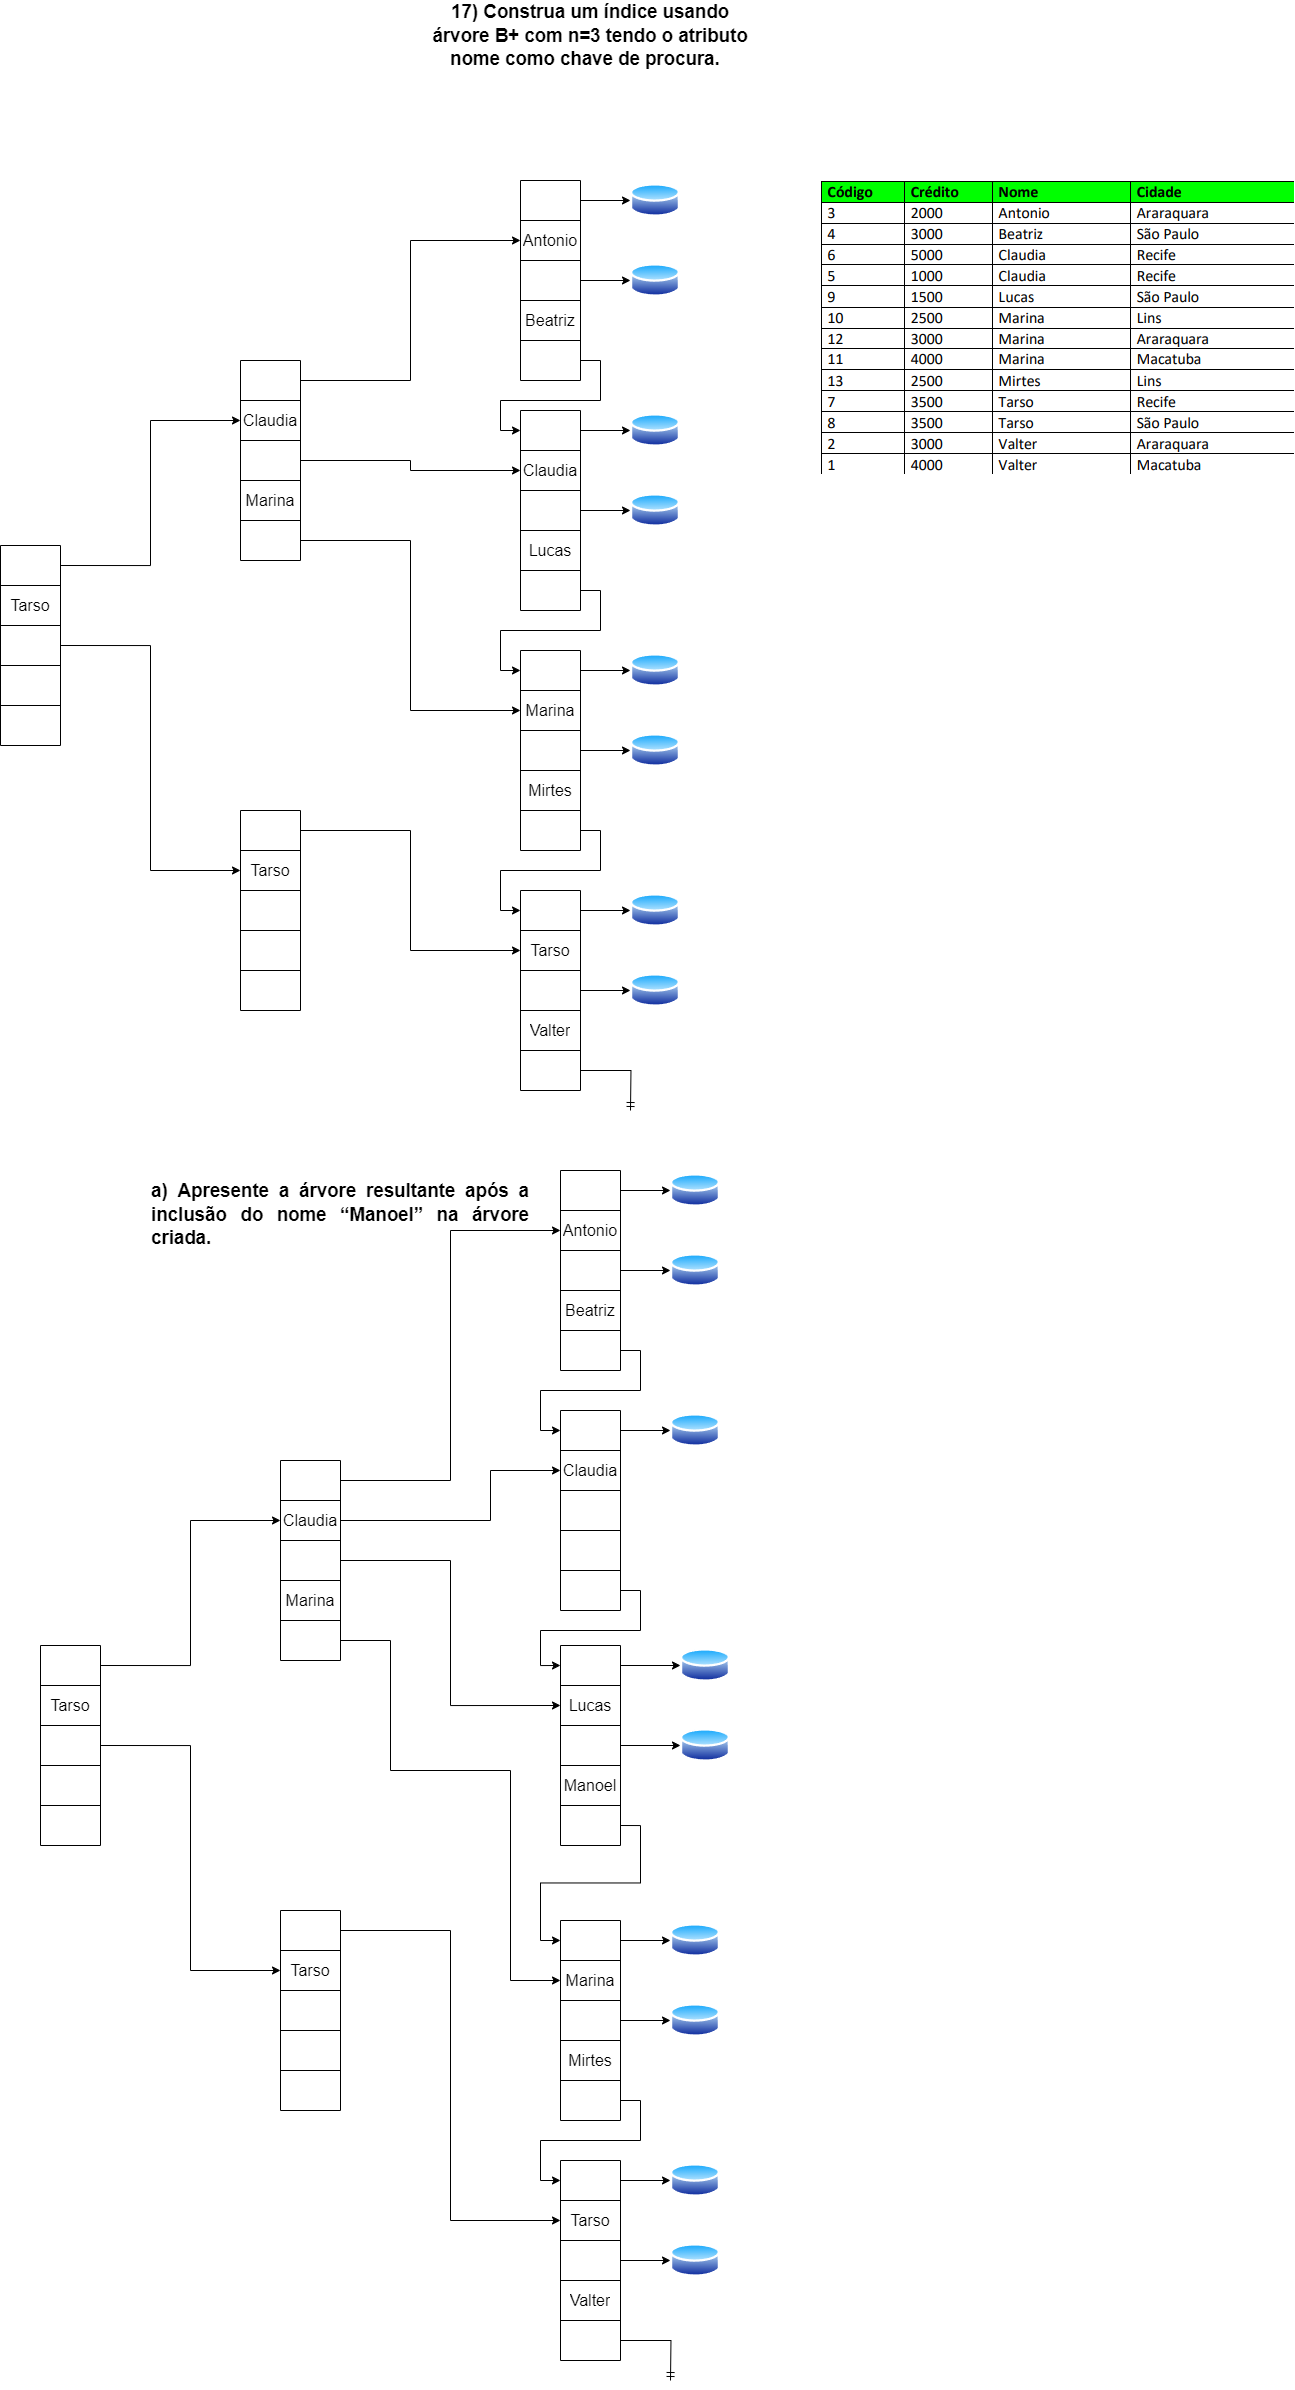 17) Construa um índice usando
árvore B+ com n=3 tendo o atributo
nome como chave de procura.
Código Crédito Nome Cidade
3 2000 Antonio Araraquara
4 3000 Beatriz São Paulo
6 5000 Claudia Recife
5 1000 Claudia Recife
9 1500 Lucas São Paulo
10 2500 Marina Lins
12 3000 Marina Araraquara
11 4000 Marina Macatuba
13 2500 Mirtes Lins
7 3500 Tarso Recife
8 3500 Tarso São Paulo
2 3000 Valter Araraquara
1 4000 Valter Macatuba
Tarso
Claudia
Marina
Tarso
Antonio
Beatriz
Claudia
Lucas
Marina
Mirtes
Tarso
Valter
a) Apresente a árvore resultante após a
inclusão do nome “Manoel” na árvore
criada.
Tarso
Claudia
Marina
Tarso
Antonio
Beatriz
Claudia
Lucas
Manoel
Marina
Mirtes
Tarso
Valter